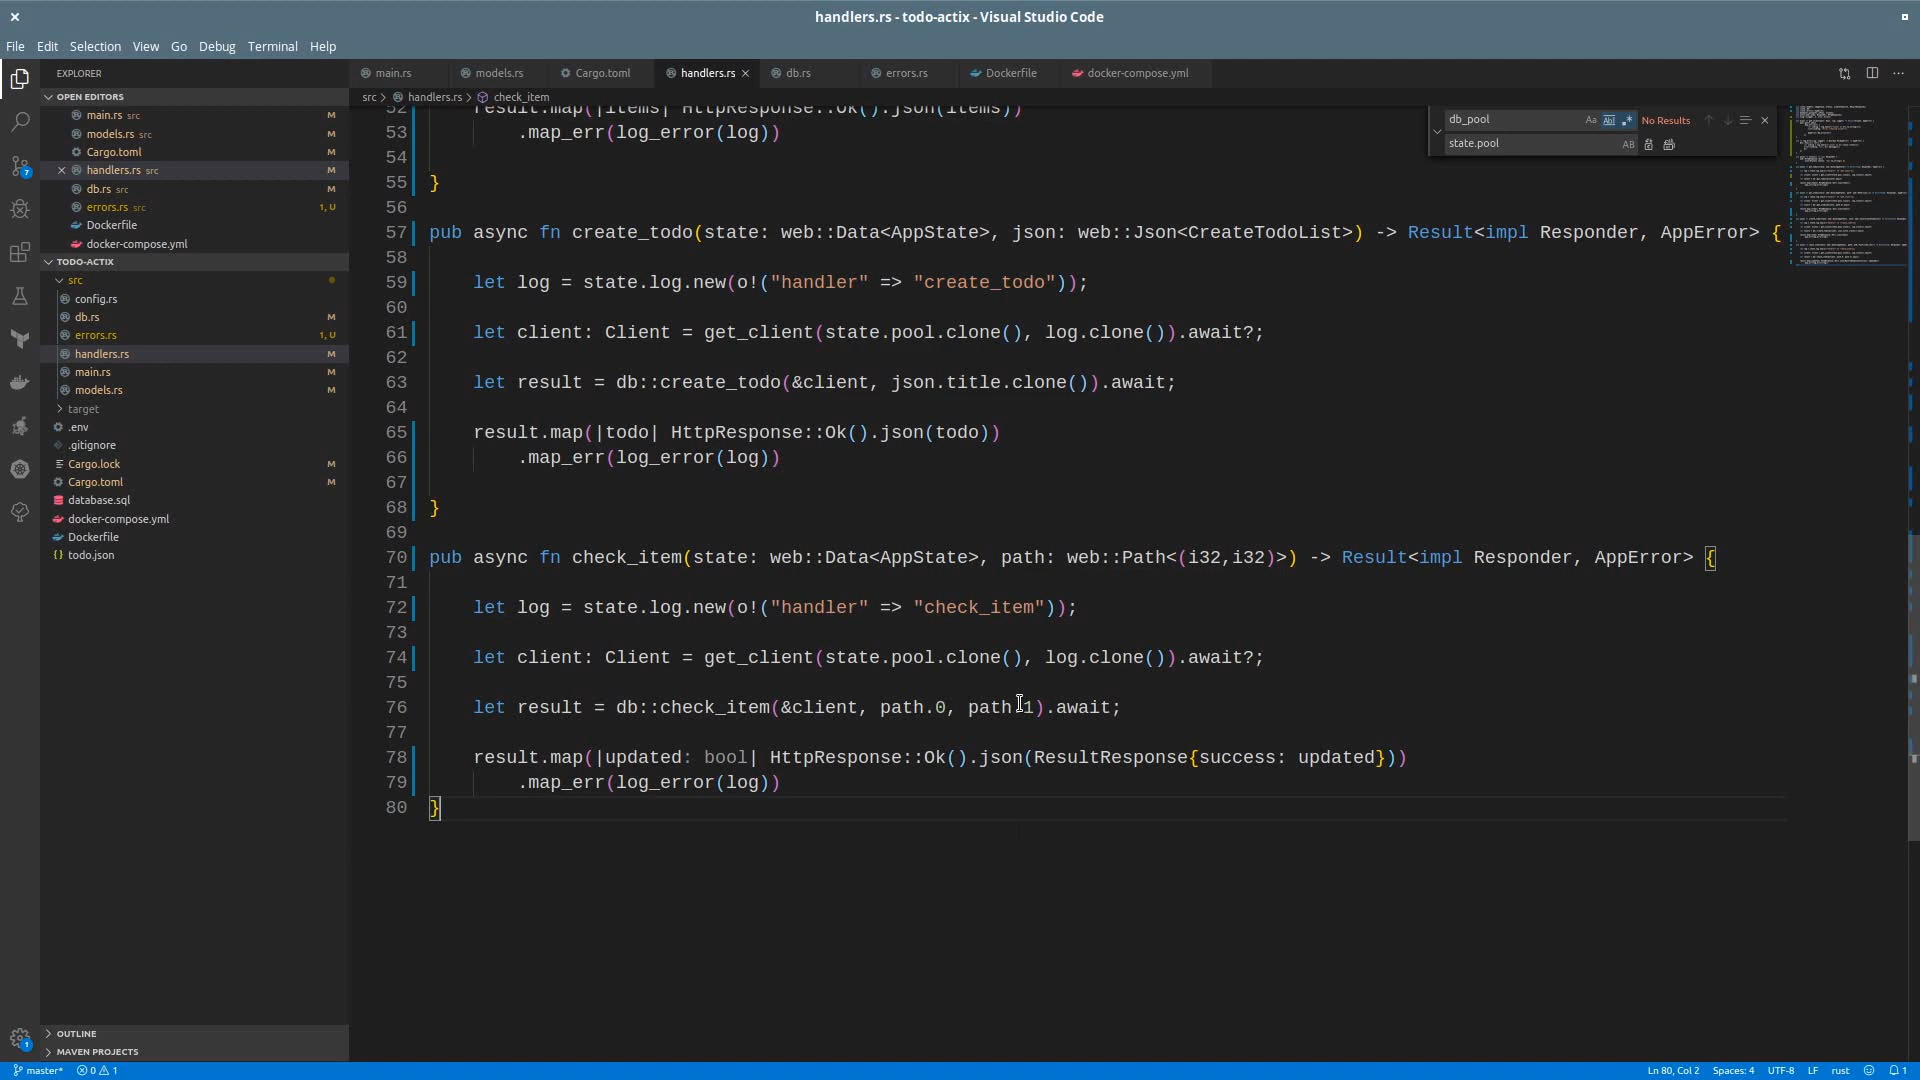 handlers.rs - todo-actix - Visual Studio Code
File Edit Selection View Go Debug Terminal Help
EXPLORER
OPEN EDITORS
main.rs src M
models.rs src M
Cargo.toml M
handlers.rs src M
db.rs src M
errors.rs src 1, U
Dockerfile
docker-compose.yml
TODO-ACTIX
src
config.rs
db.rs M
errors.rs 1, U
handlers.rs M
main.rs M
models.rs M
target
.env
.gitignore
Cargo.lock M
Cargo.toml M
database.sql
docker-compose.yml
Dockerfile
todo.json
OUTLINE
MAVEN PROJECTS
7
1
main.rs models.rs Cargo.toml handlers.rs db.rs errors.rs Dockerfile docker-compose.yml
src > handlers.rs > check_item
db_pool Aa Abl .* No Results
state.pool AB
52 result.map(|items| HttpResponse::Ok().json(items))
53 .map_err(log_error(log))
54
55 }
56
57 pub async fn create_todo(state: web::Data<AppState>, json: web::Json<CreateTodoList>) -> Result<impl Responder, AppError> {
58
59 let log = state.log.new(o!("handler" => "create_todo"));
60
61 let client: Client = get_client(state.pool.clone(), log.clone()).await?;
62
63 let result = db::create_todo(&client, json.title.clone()).await;
64
65 result.map(|todo| HttpResponse::Ok().json(todo))
66 .map_err(log_error(log))
67
68 }
69
70 pub async fn check_item(state: web::Data<AppState>, path: web::Path<(i32,i32)>) -> Result<impl Responder, AppError> {
71
72 let log = state.log.new(o!("handler" => "check_item"));
73
74 let client: Client = get_client(state.pool.clone(), log.clone()).await?;
75
76 let result = db::check_item(&client, path.0, path.1).await;
77
78 result.map(|updated: bool| HttpResponse::Ok().json(ResultResponse{success: updated}))
79 .map_err(log_error(log))
80 }
master* 0 1 Ln 80, Col 2 Spaces: 4 UTF-8 LF rust 1